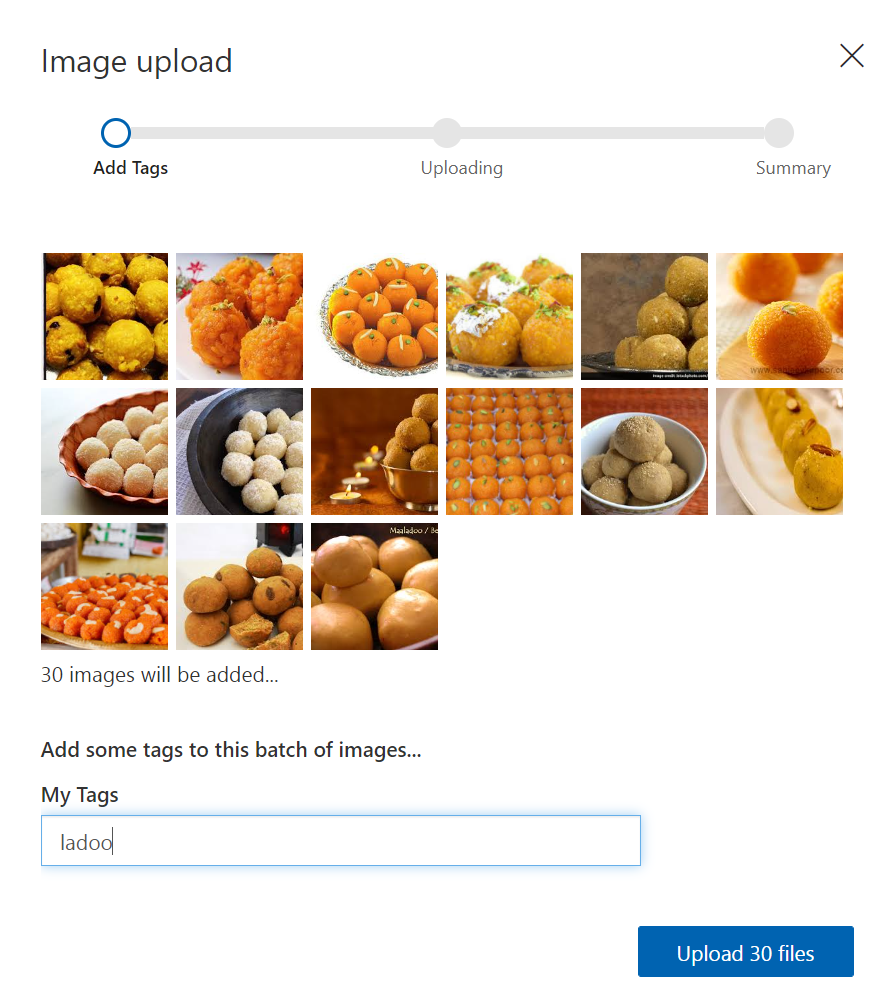 Image upload
Add Tags
Uploading
Summary
Maaladoo / Be
30 images will be added...
Add some tags to this batch of images...
My Tags
ladoo
Upload 30 files